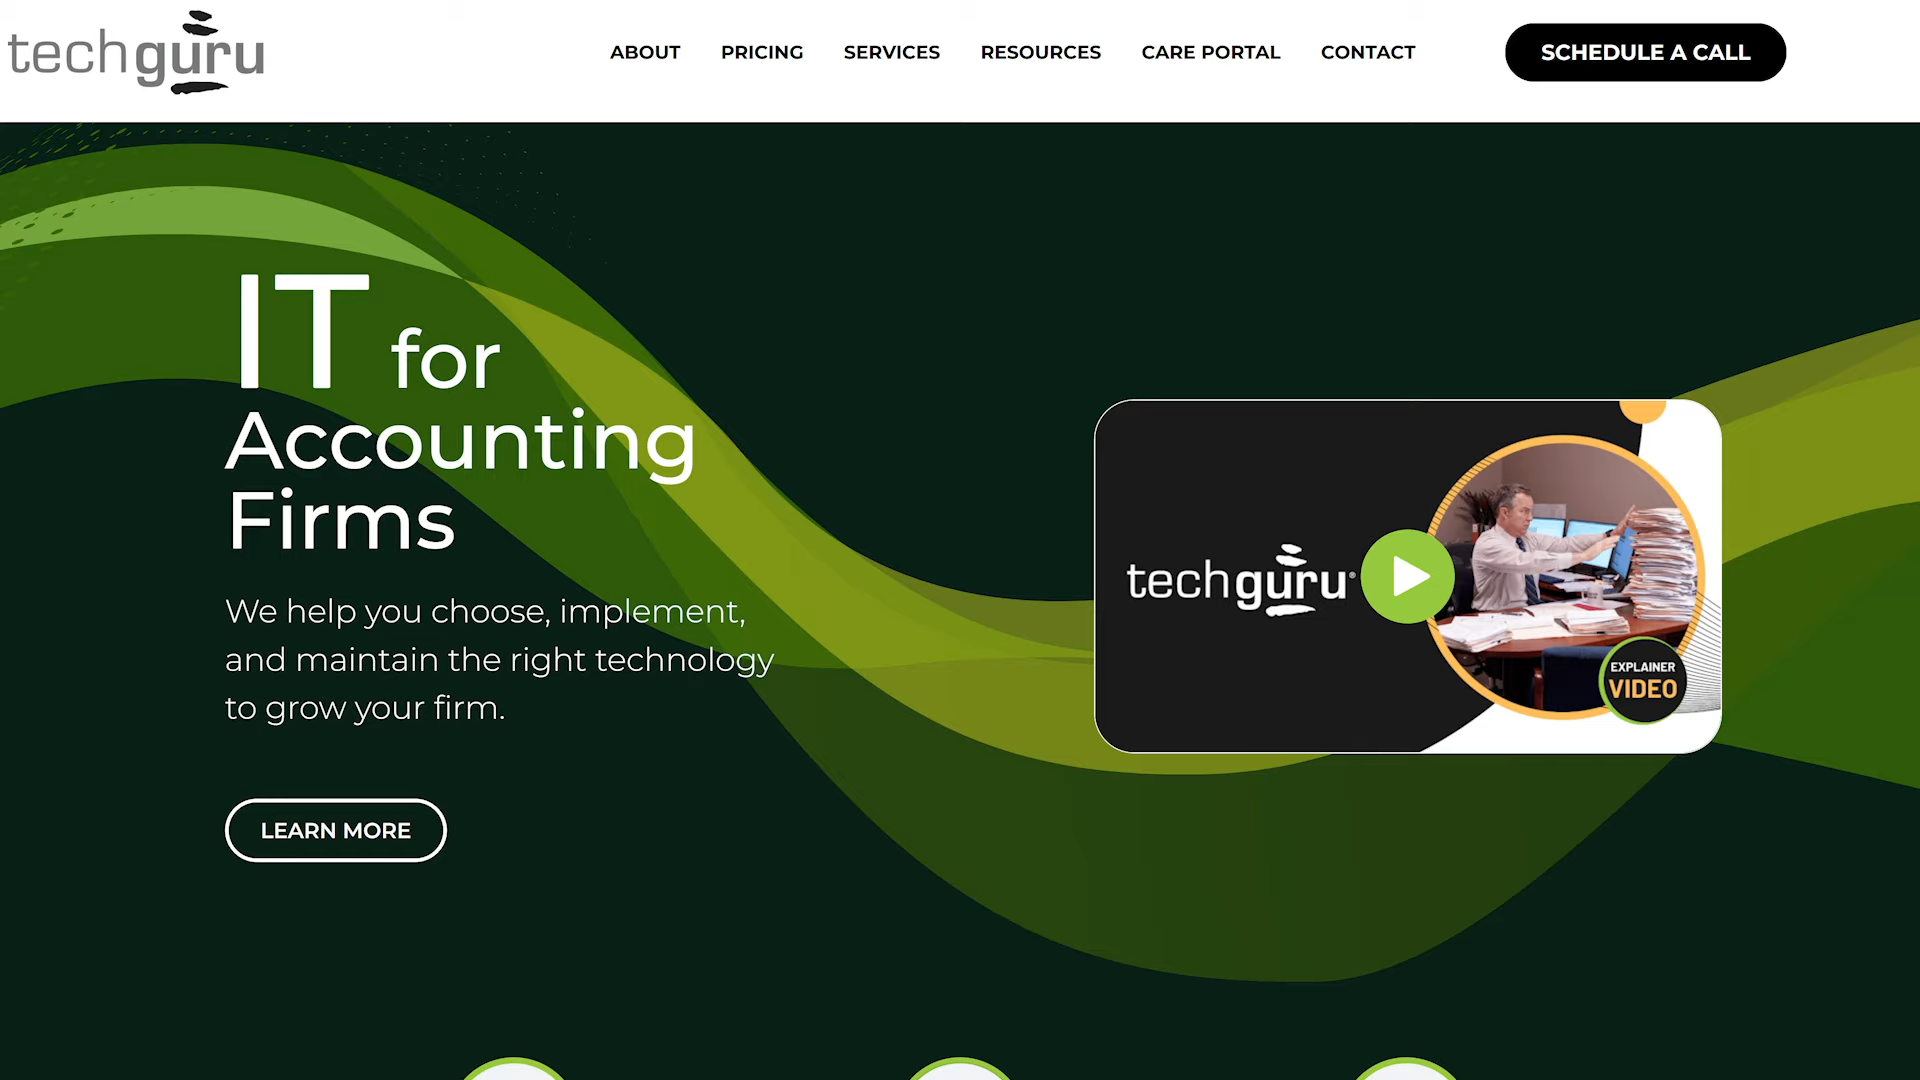 techguru
ABOUT
PRICING
SERVICES
RESOURCES
CARE PORTAL
CONTACT
SCHEDULE A CALL
IT for
Accounting
Firms
We help you choose, implement,
and maintain the right technology
to grow your firm.
LEARN MORE
techguru®
EXPLAINER
VIDEO